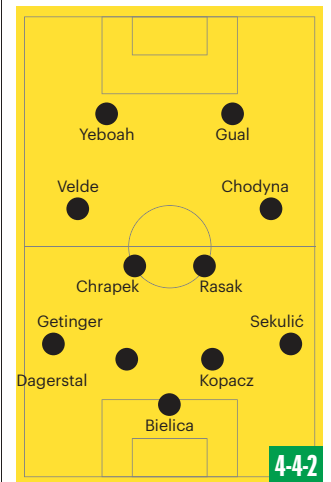 Yeboah Gual
Velde Chodyna
Chrapek Rasak
Getinger Sekulić
Dagerstal Kopacz
Bielica
4-4-2